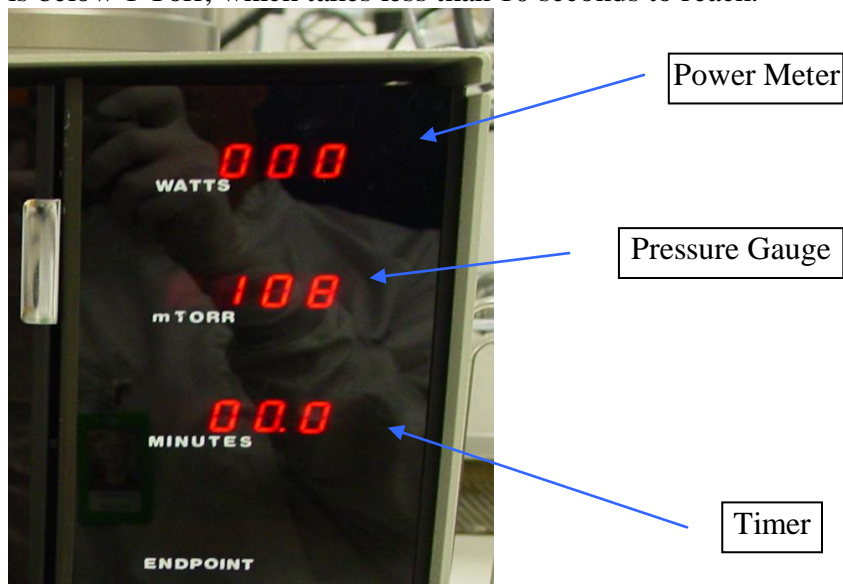 is below 1 Torr, which takes less than 10 seconds to reach.
Power Meter
000
WATTS
Pressure Gauge
108
mTORR
00.0
MINUTES
Timer
ENDPOINT